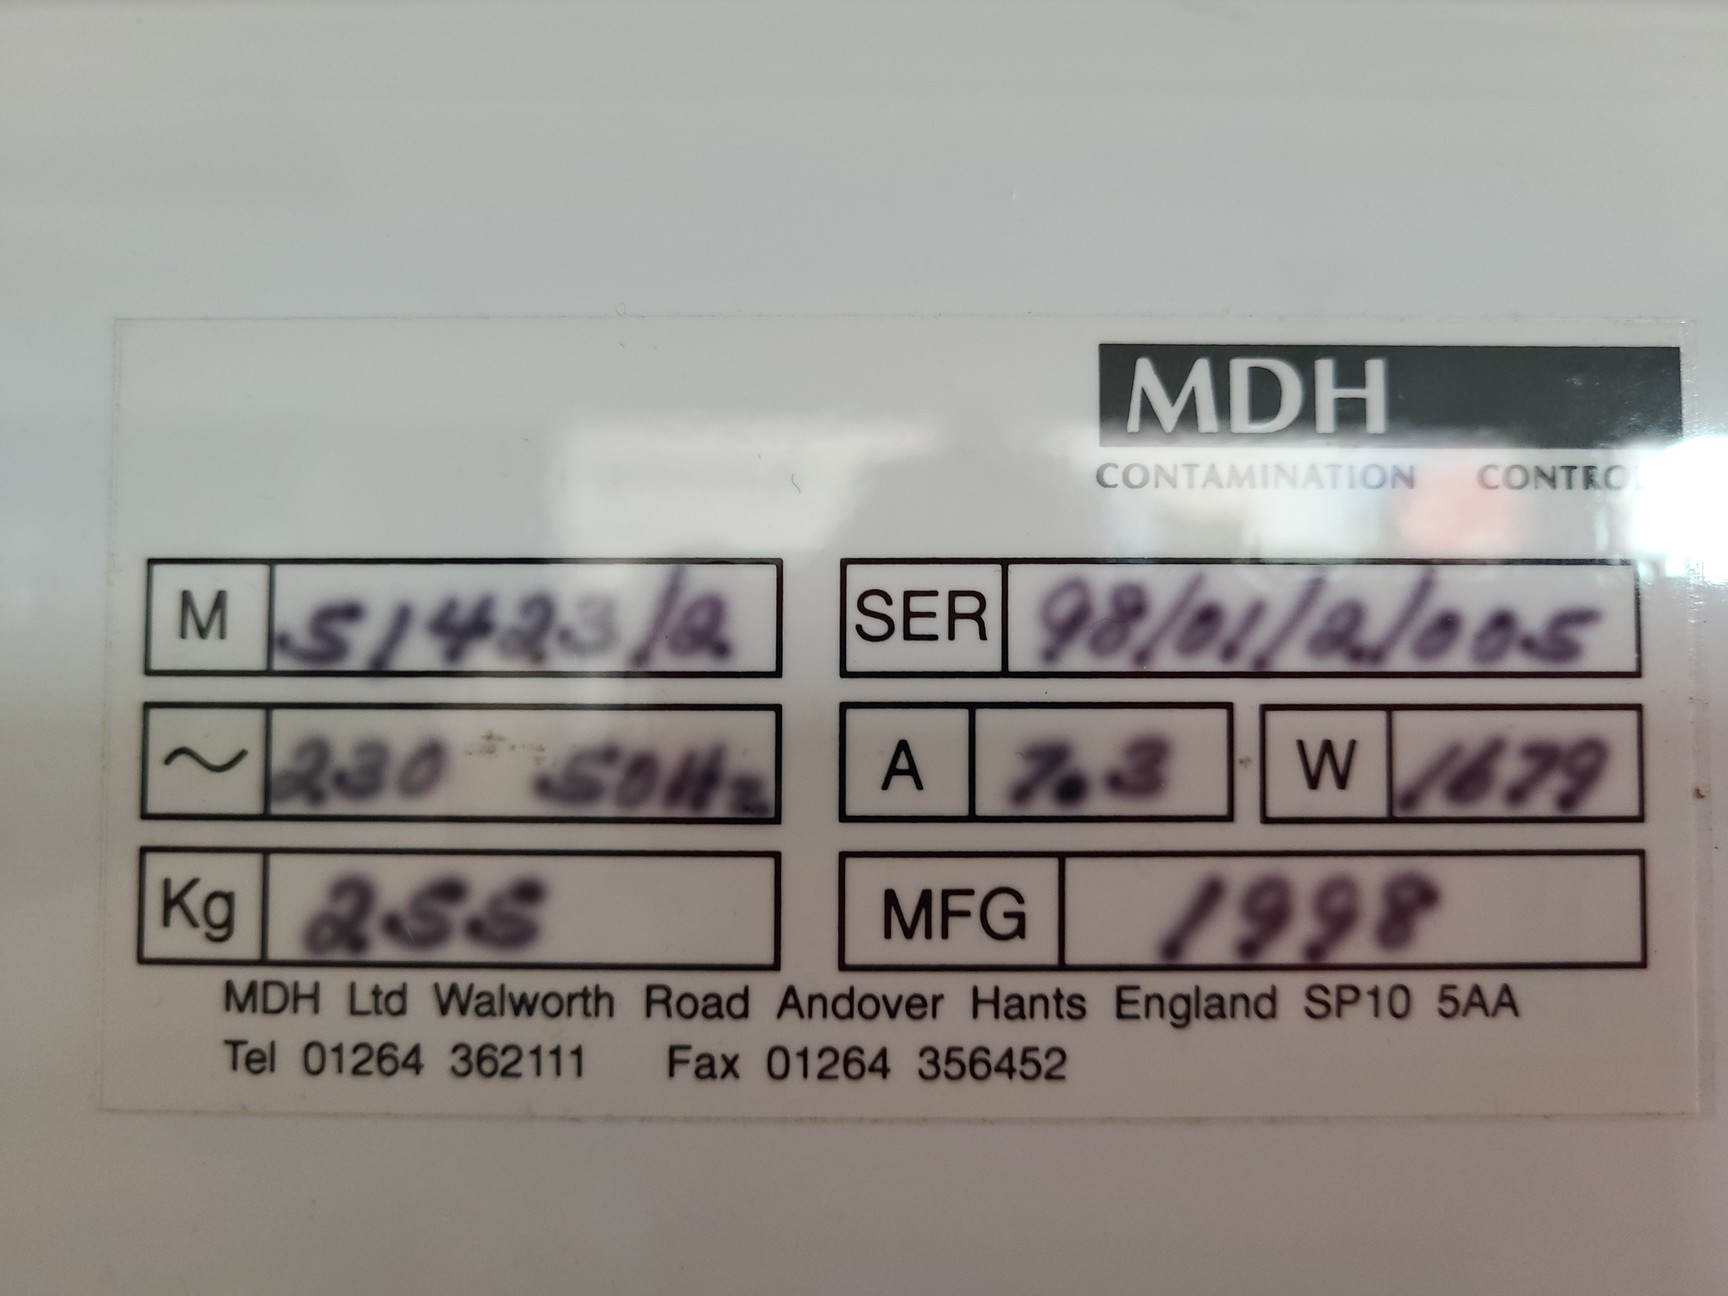 MDH
CONTAMINATION CONTROL
M 51423/2 SER 98/01/2/005
~ 230 50Hz A 7.3 W 1679
Kg 255 MFG 1998
MDH Ltd Walworth Road Andover Hants England SP10 5AA
Tel 01264 362111 Fax 01264 356452